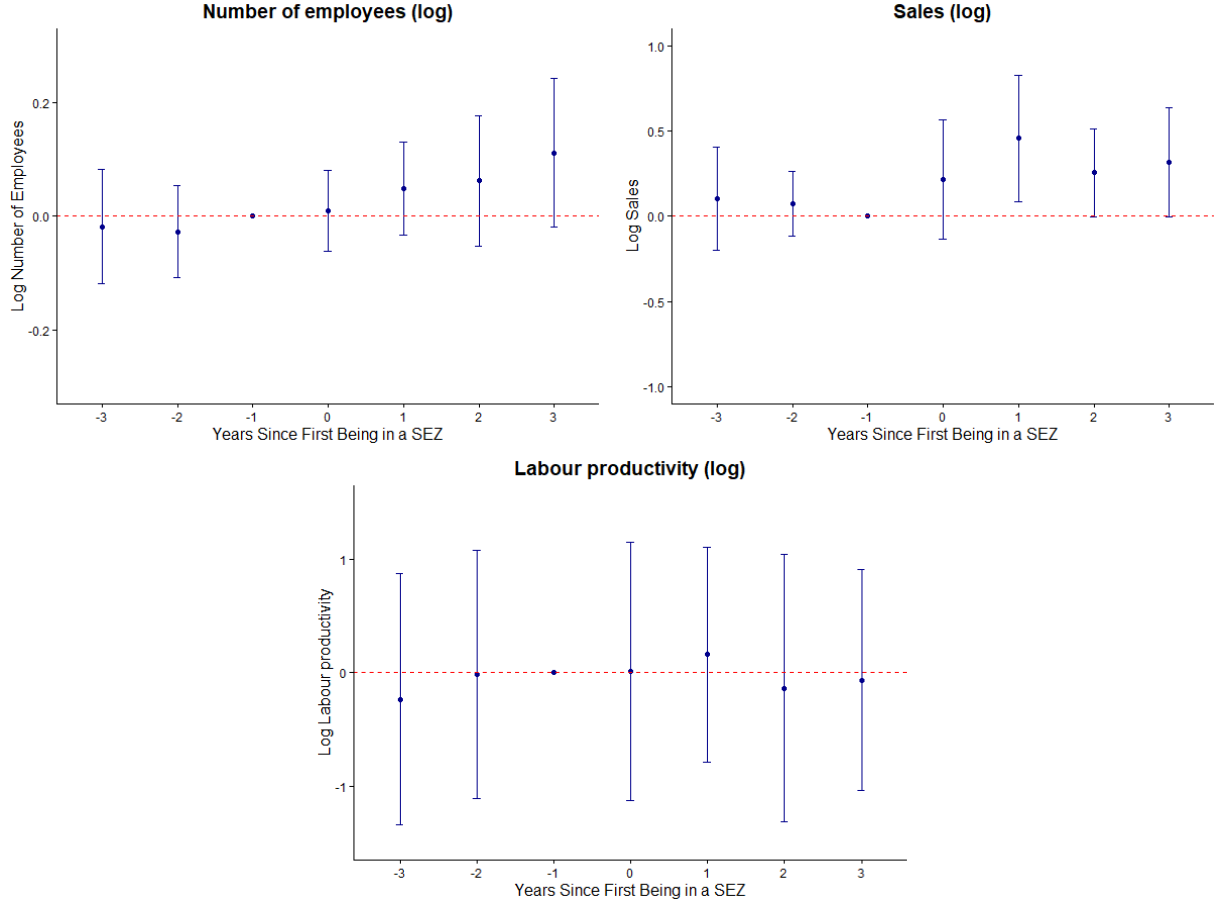 Number of employees (log)
0.2
0.0
-0.2
Log Number of Employees
-3 -2 -1 0 1 2 3
Years Since First Being in a SEZ
Sales (log)
1.0
0.5
0.0
-0.5
-1.0
Log Sales
-3 -2 -1 0 1 2 3
Years Since First Being in a SEZ
Labour productivity (log)
1
0
-1
Log Labour productivity
-3 -2 -1 0 1 2 3
Years Since First Being in a SEZ